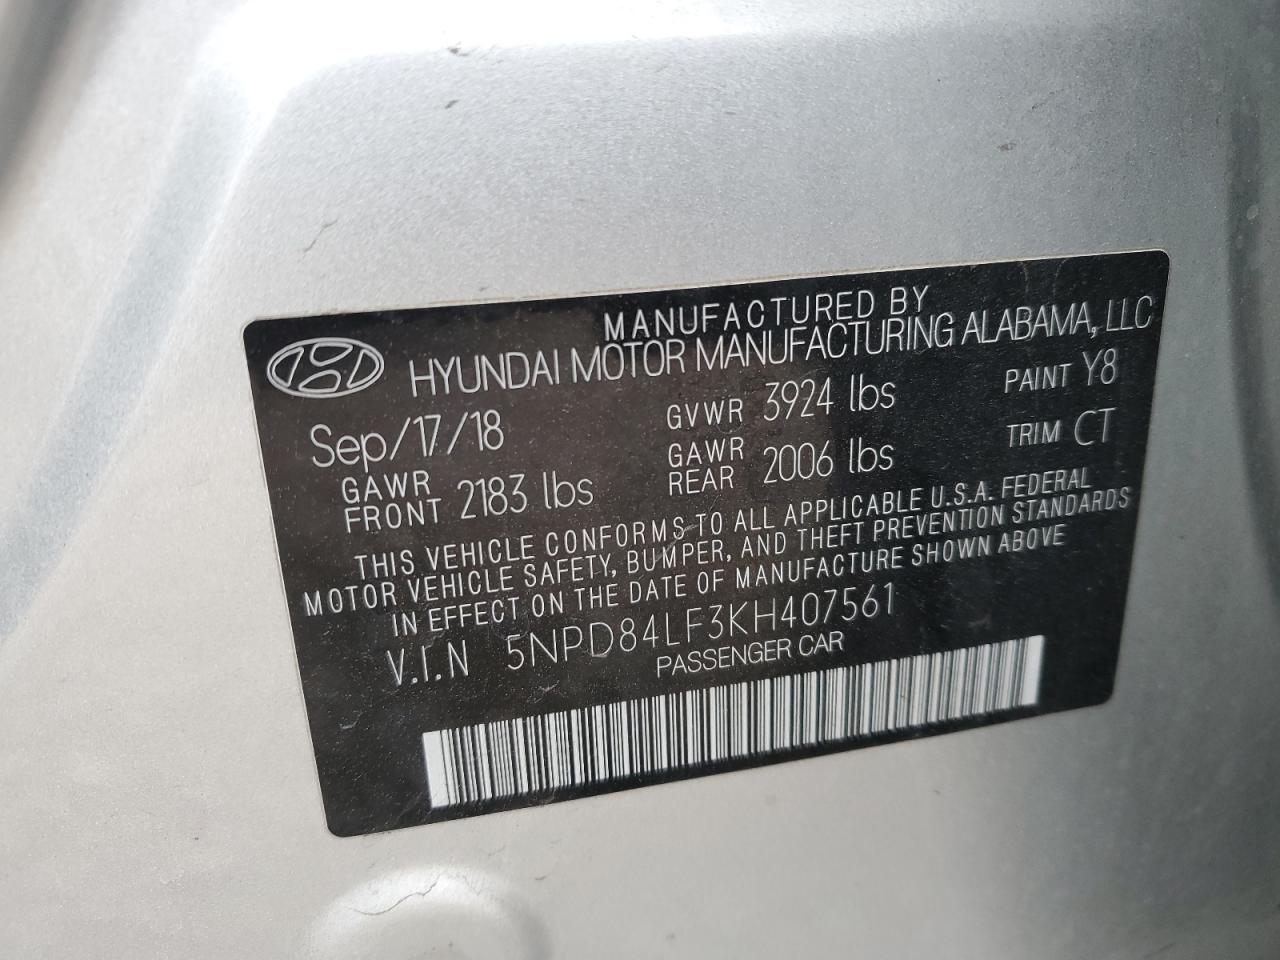 MANUFACTURED BY
HYUNDAI MOTOR MANUFACTURING ALABAMA, LLC
Sep/17/18 GVWR 3924 lbs PAINT Y8
GAWR FRONT 2183 lbs GAWR REAR 2006 lbs TRIM CT
THIS VEHICLE CONFORMS TO ALL APPLICABLE U.S.A. FEDERAL
MOTOR VEHICLE SAFETY, BUMPER, AND THEFT PREVENTION STANDARDS
IN EFFECT ON THE DATE OF MANUFACTURE SHOWN ABOVE
V.I.N 5NPD84LF3KH407561
PASSENGER CAR